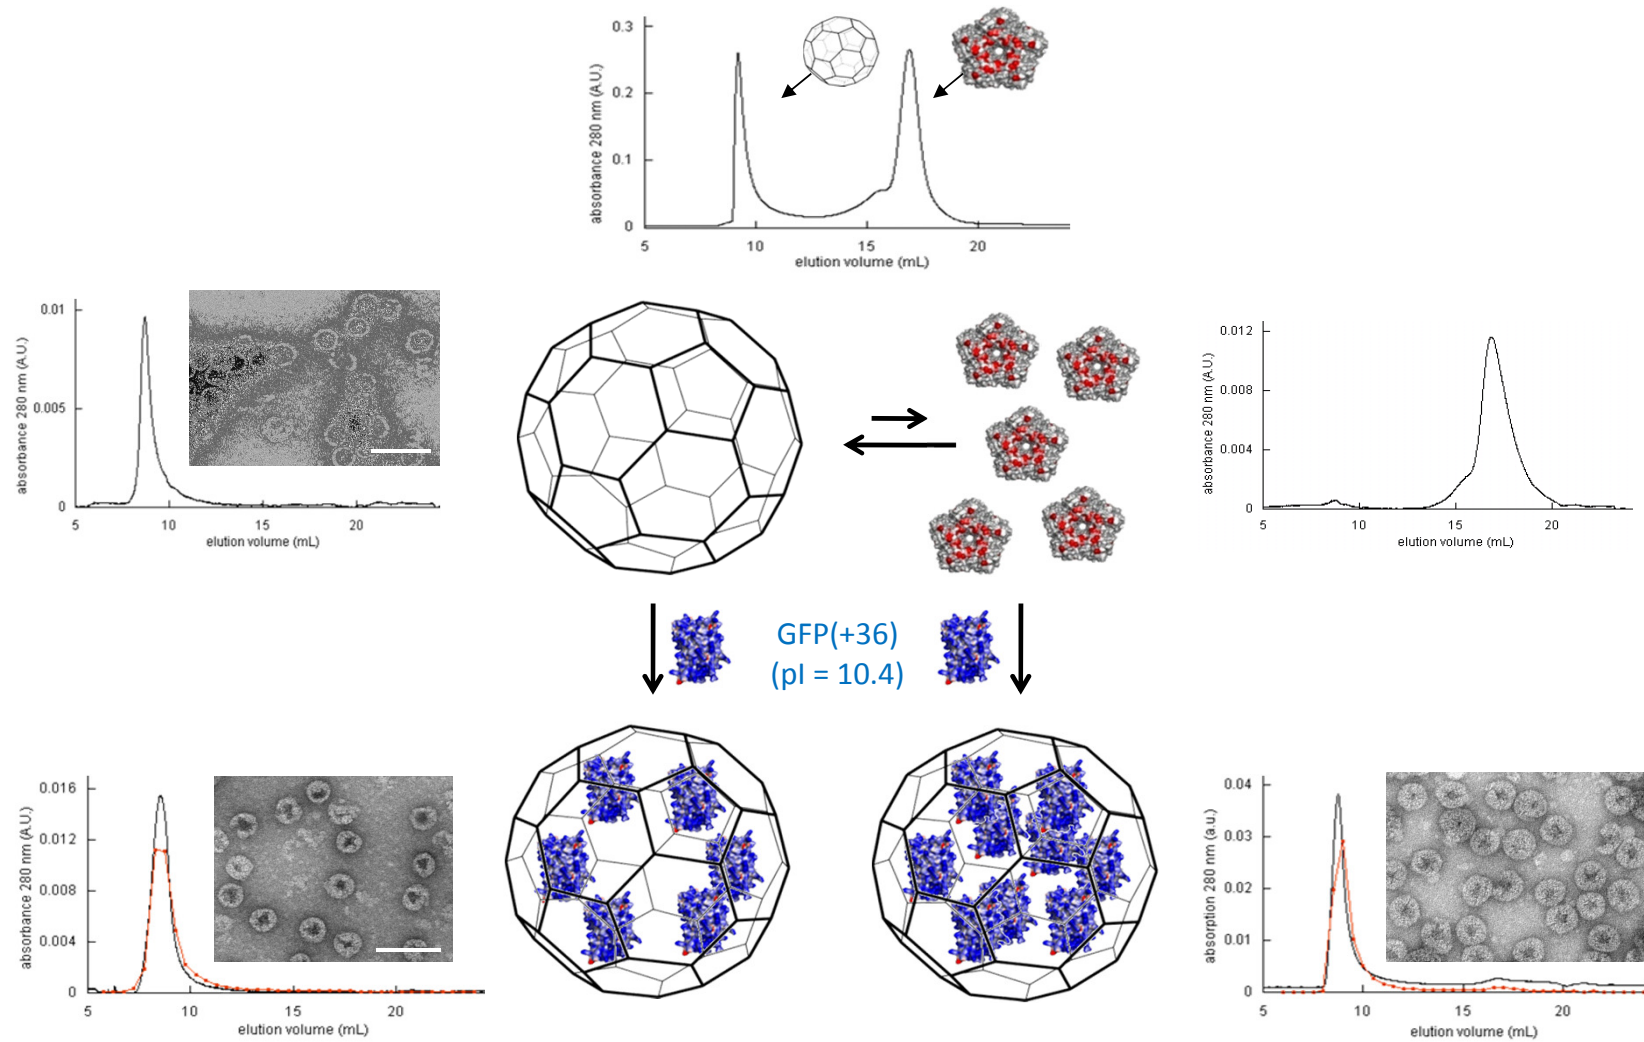 0.3
0.2
0.1
0
absorbance 280 nm (A.U.)
5 10 15 20
elution volume (mL)
0.01
0.005
0
absorbance 280 nm (A.U.)
5 10 15 20
elution volume (mL)
0.012
0.008
0.004
0
absorbance 280 nm (A.U.)
5 10 15 20
elution volume (mL)
GFP(+36)
(pI = 10.4)
0.016
0.012
0.008
0.004
0
absorbance 280 nm (A.U.)
5 10 15 20
elution volume (mL)
0.04
0.03
0.02
0.01
0
absorption 280 nm (a.u.)
5 10 15 20
elution volume (mL)